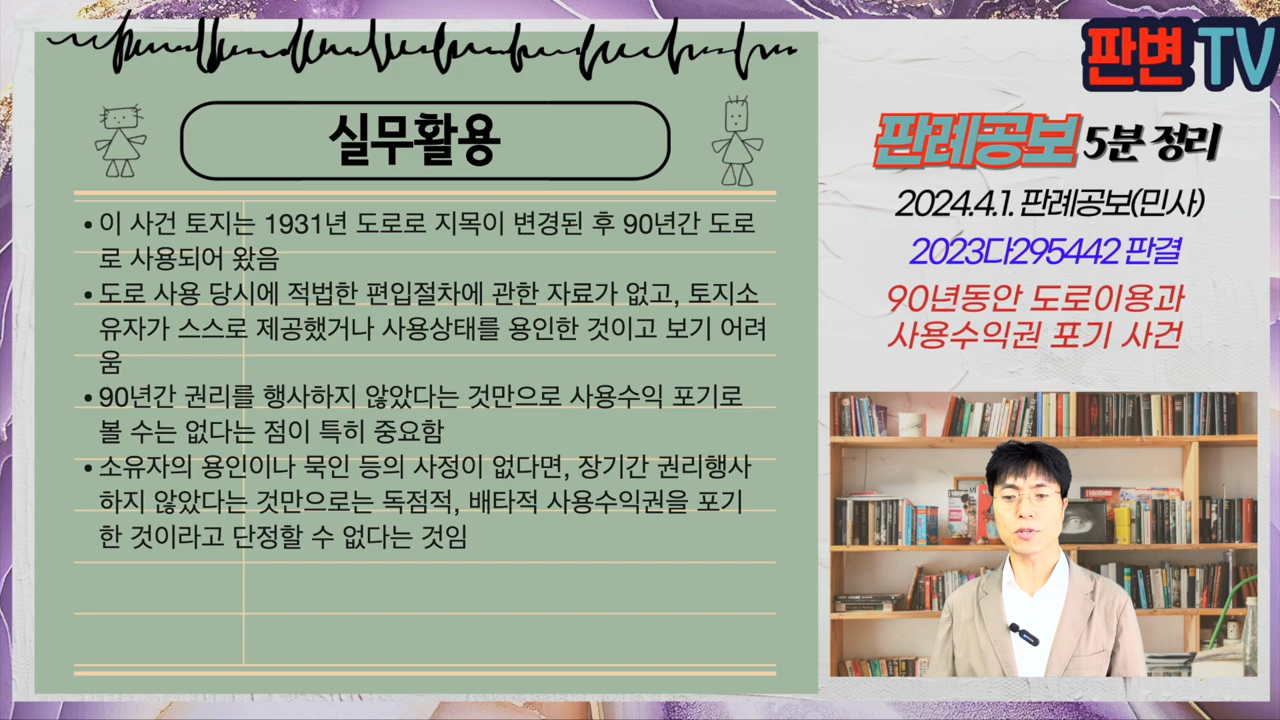 실무활용
• 이 사건 토지는 1931년 도로로 지목이 변경된 후 90년간 도로
로 사용되어 왔음
• 도로 사용 당시에 적법한 편입절차에 관한 자료가 없고, 토지소
유자가 스스로 제공했거나 사용상태를 용인한 것이고 보기 어려
움
• 90년간 권리를 행사하지 않았다는 것만으로 사용수익 포기로
볼 수는 없다는 점이 특히 중요함
• 소유자의 용인이나 묵인 등의 사정이 없다면, 장기간 권리행사
하지 않았다는 것만으로는 독점적, 배타적 사용수익권을 포기
한 것이라고 단정할 수 없다는 것임
판변 TV
판례공보 5분 정리
2024.4.1. 판례공보(민사)
2023다295442 판결
90년동안 도로이용과
사용수익권 포기 사건